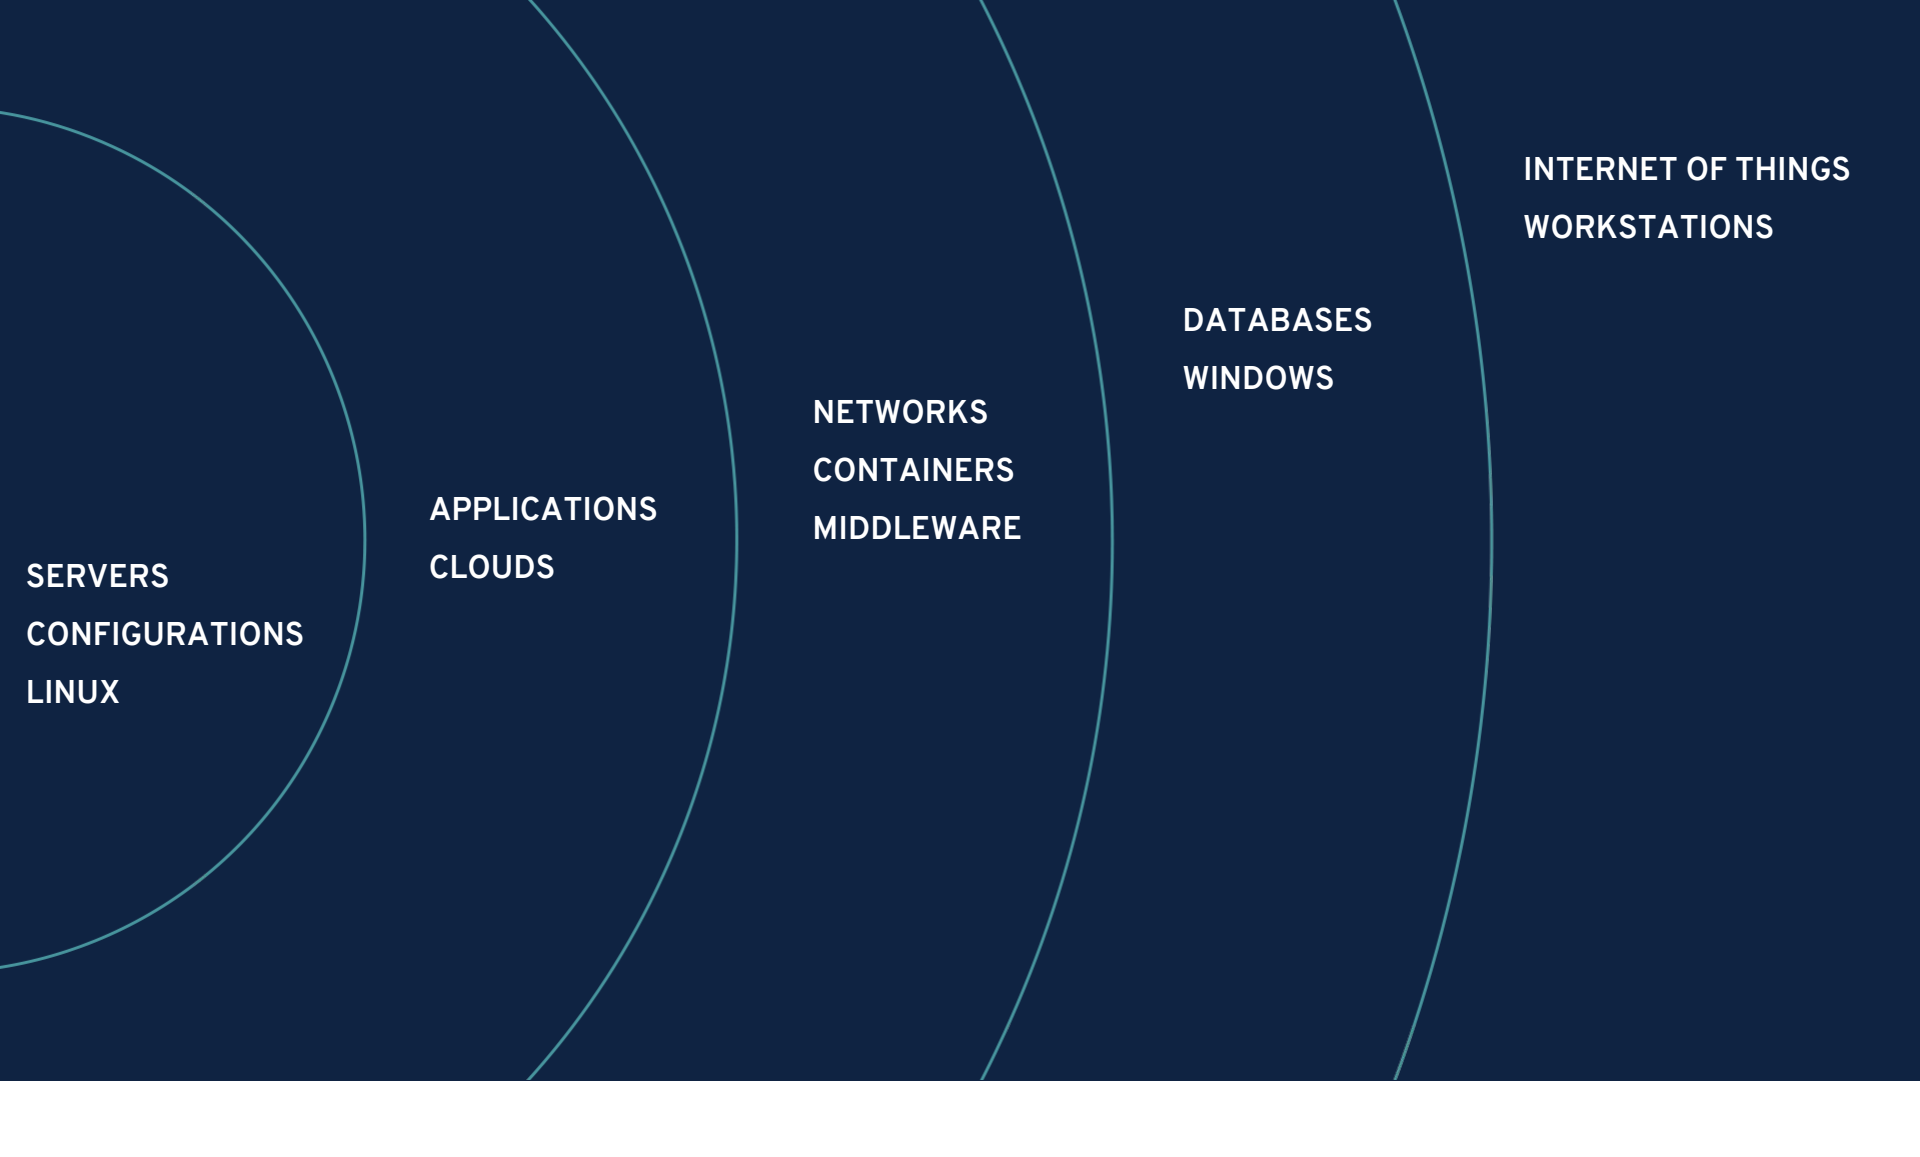 SERVERS
CONFIGURATIONS
LINUX
APPLICATIONS
CLOUDS
NETWORKS
CONTAINERS
MIDDLEWARE
DATABASES
WINDOWS
INTERNET OF THINGS
WORKSTATIONS